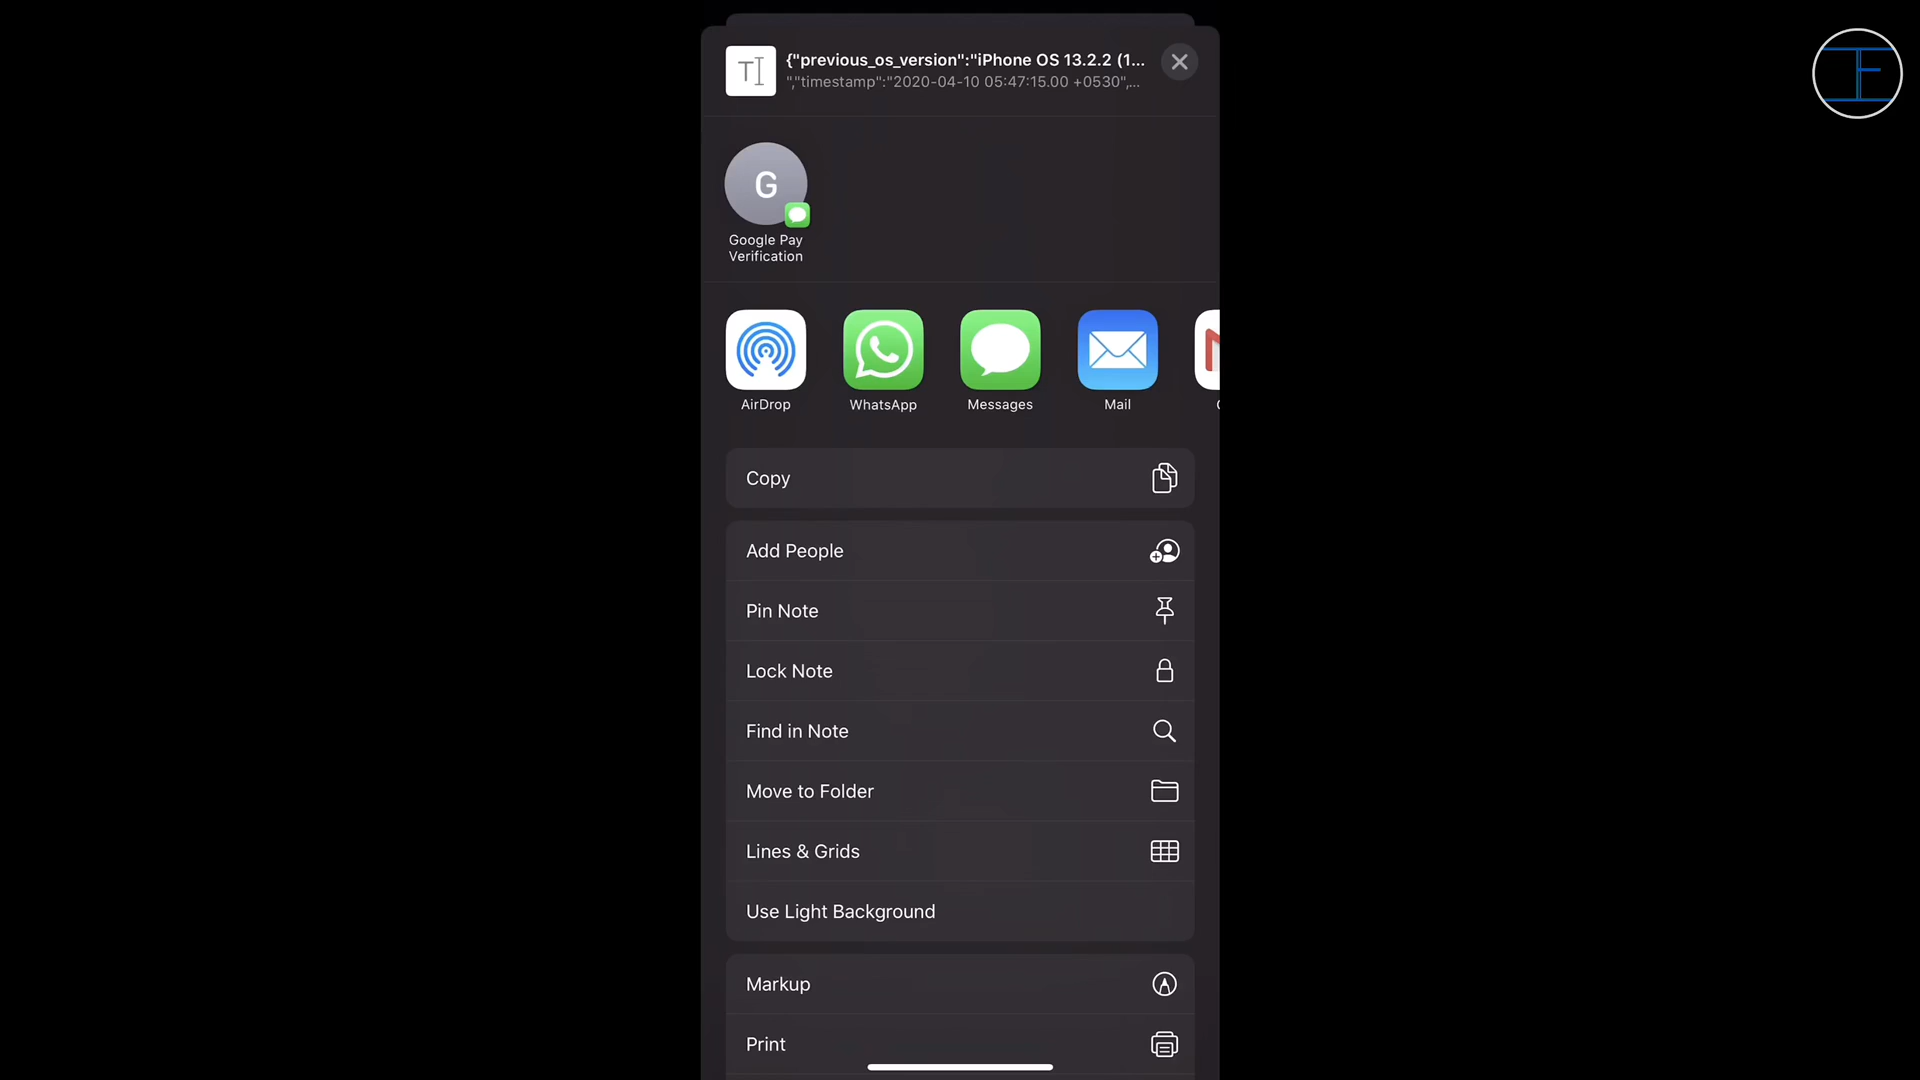 {"previous_os_version":"iPhone OS 13.2.2 (1...
","timestamp":"2020-04-10 05:47:15.00 +0530",...
G
Google Pay
Verification
AirDrop
WhatsApp
Messages
Mail
Copy
Add People
Pin Note
Lock Note
Find in Note
Move to Folder
Lines & Grids
Use Light Background
Markup
Print